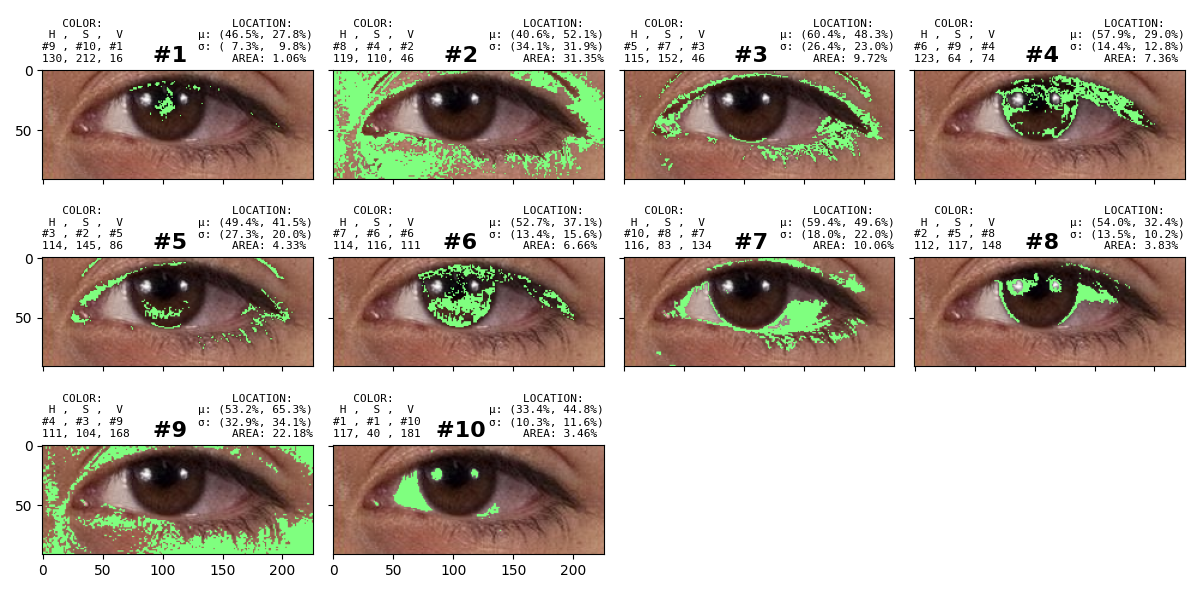 COLOR: LOCATION: COLOR: LOCATION: COLOR: LOCATION: COLOR: LOCATION:
H , S , V μ: (46.5%, 27.8%) H , S , V μ: (40.6%, 52.1%) H , S , V μ: (60.4%, 48.3%) H , S , V μ: (57.9%, 29.0%)
#9 , #10, #1 σ: ( 7.3%, 9.8%) #8 , #4 , #2 σ: (34.1%, 31.9%) #5 , #7 , #3 σ: (26.4%, 23.0%) #6 , #9 , #4 σ: (14.4%, 12.8%)
130, 212, 16 #1 AREA: 1.06% 119, 110, 46 #2 AREA: 31.35% 115, 152, 46 #3 AREA: 9.72% 123, 64 , 74 #4 AREA: 7.36%
0
50
COLOR: LOCATION: COLOR: LOCATION: COLOR: LOCATION: COLOR: LOCATION:
H , S , V μ: (49.4%, 41.5%) H , S , V μ: (52.7%, 37.1%) H , S , V μ: (59.4%, 49.6%) H , S , V μ: (54.0%, 32.4%)
#3 , #2 , #5 σ: (27.3%, 20.0%) #7 , #6 , #6 σ: (13.4%, 15.6%) #10, #8 , #7 σ: (18.0%, 22.0%) #2 , #5 , #8 σ: (13.5%, 10.2%)
114, 145, 86 #5 AREA: 4.33% 114, 116, 111 #6 AREA: 6.66% 116, 83 , 134 #7 AREA: 10.06% 112, 117, 148 #8 AREA: 3.83%
0
50
COLOR: LOCATION: COLOR: LOCATION:
H , S , V μ: (53.2%, 65.3%) H , S , V μ: (33.4%, 44.8%)
#4 , #3 , #9 σ: (32.9%, 34.1%) #1 , #1 , #10 σ: (10.3%, 11.6%)
111, 104, 168 #9 AREA: 22.18% 117, 40 , 181 #10 AREA: 3.46%
0
50
0 50 100 150 200 0 50 100 150 200